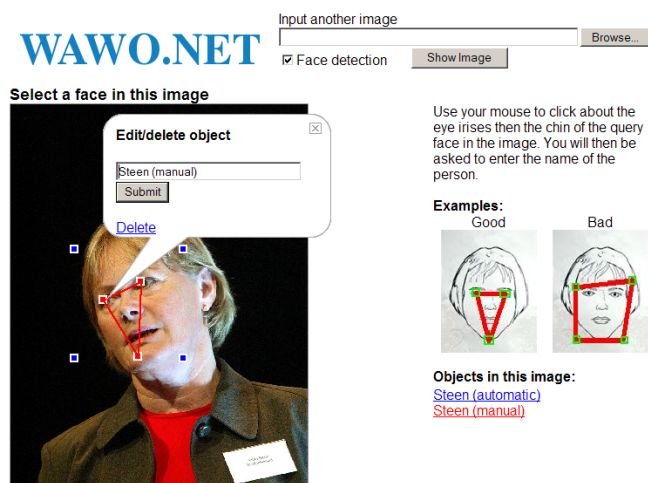 WAWO.NET
Input another image
Browse...
Face detection
Show Image
Select a face in this image
Edit/delete object
Steen (manual)
Submit
Delete
Use your mouse to click about the
eye irises then the chin of the query
face in the image. You will then be
asked to enter the name of the
person.
Examples:
Good
Bad
Objects in this image:
Steen (automatic)
Steen (manual)